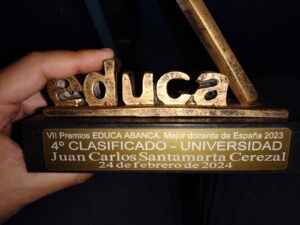 educa
VII Premios EDUCA ABANCA. Mejor docente de España 2023
4º CLASIFICADO - UNIVERSIDAD
Juan Carlos Santamarta Cerezal
24 de febrero de 2024